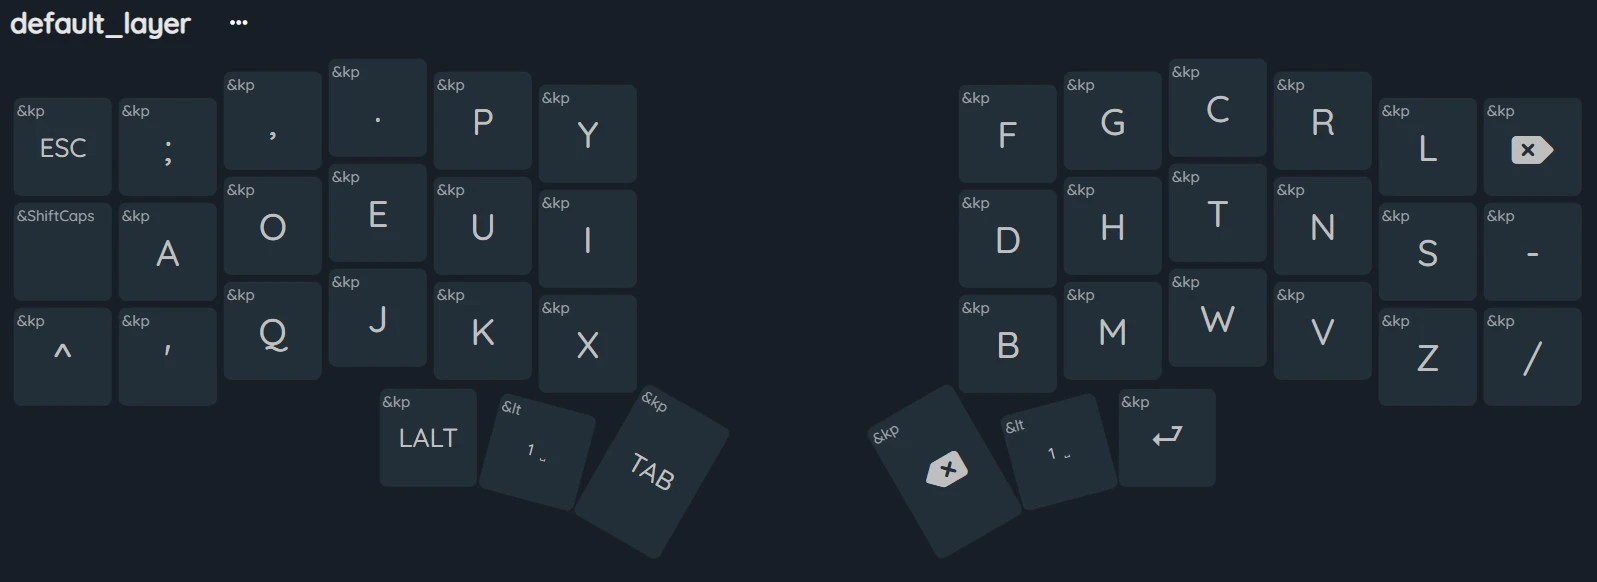 default_layer ...
&kp ESC &kp ; &kp , &kp . &kp P &kp Y &kp F &kp G &kp C &kp R &kp L &kp
&ShiftCaps &kp A &kp O &kp E &kp U &kp I &kp D &kp H &kp T &kp N &kp S &kp -
&kp ^ &kp ' &kp Q &kp J &kp K &kp X &kp B &kp M &kp W &kp V &kp Z &kp /
&kp LALT &lt 1 ⎵ &kp TAB &kp &lt 1 ⎵ &kp